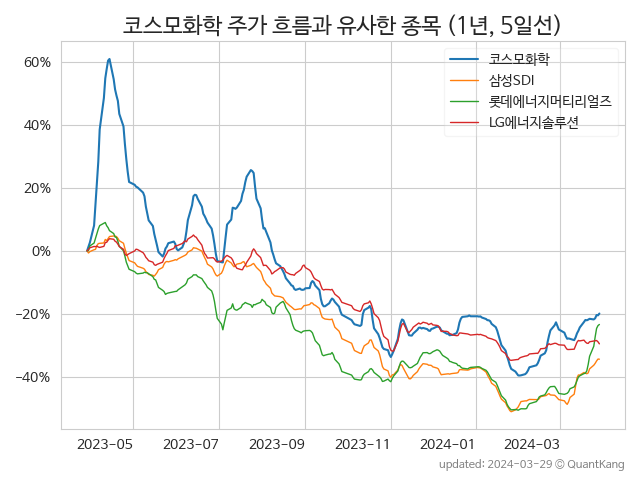 코스모화학 주가 흐름과 유사한 종목 (1년, 5일선)
코스모화학
삼성SDI
롯데에너지머티리얼즈
LG에너지솔루션
60%
40%
20%
0%
−20%
−40%
2023-05 2023-07 2023-09 2023-11 2024-01 2024-03
updated: 2024-03-29 © QuantKang